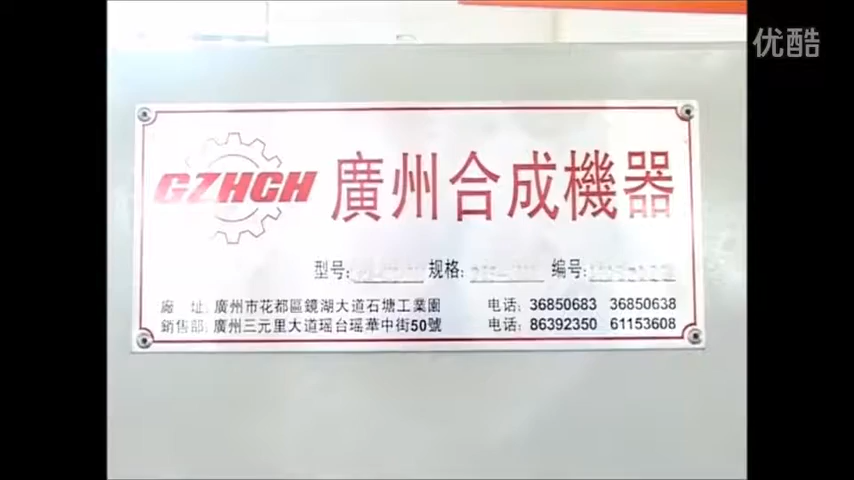 优酷
GZHCH 廣州合成機器
型号: 规格: 编号:
廠 址: 廣州市花都區鏡湖大道石塘工業園 电话: 36850683 36850638
銷售部: 廣州三元里大道瑶台瑶華中街50號 电话: 86392350 61153608